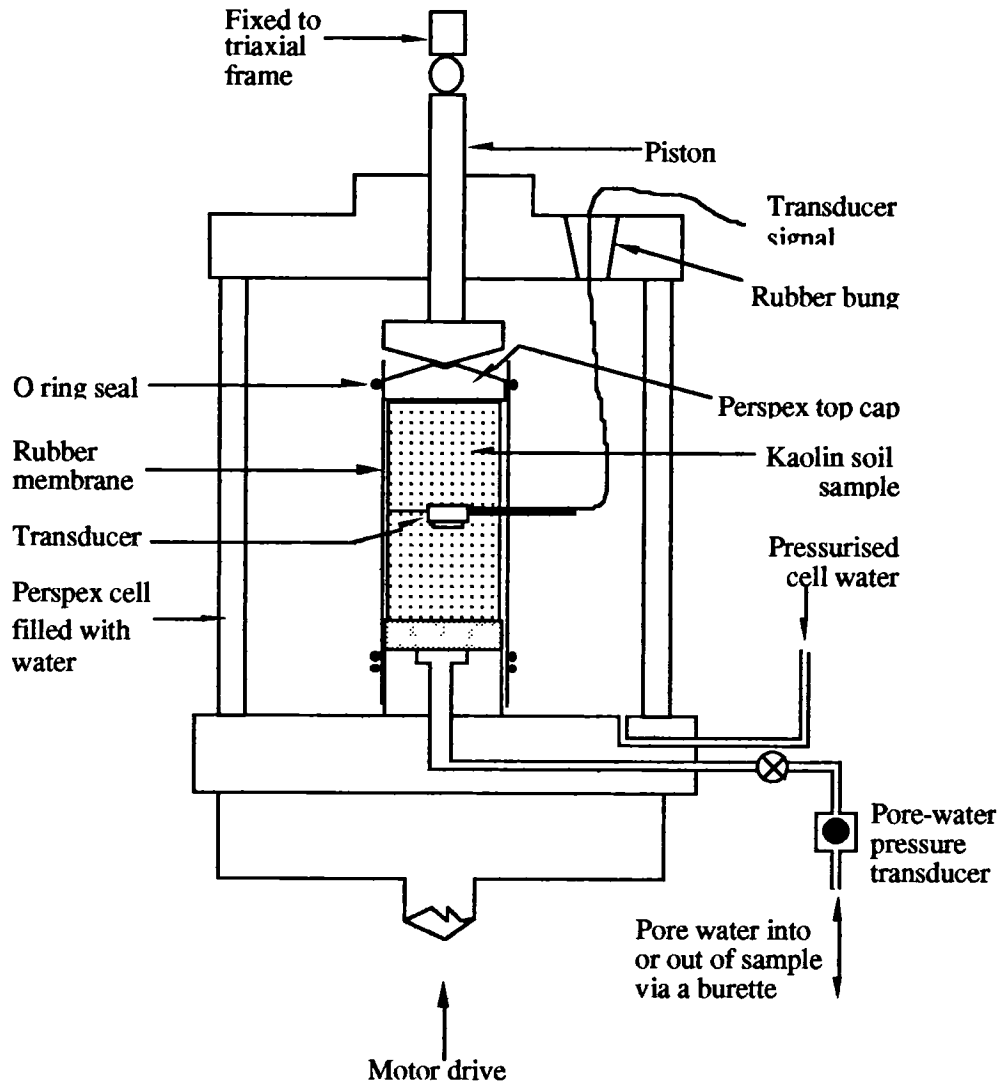 Fixed to
triaxial
frame
Piston
Transducer
signal
Rubber bung
O ring seal
Perspex top cap
Rubber
membrane
Kaolin soil
sample
Transducer
Pressurised
cell water
Perspex cell
filled with
water
Pore-water
pressure
transducer
Pore water into
or out of sample
via a burette
Motor drive